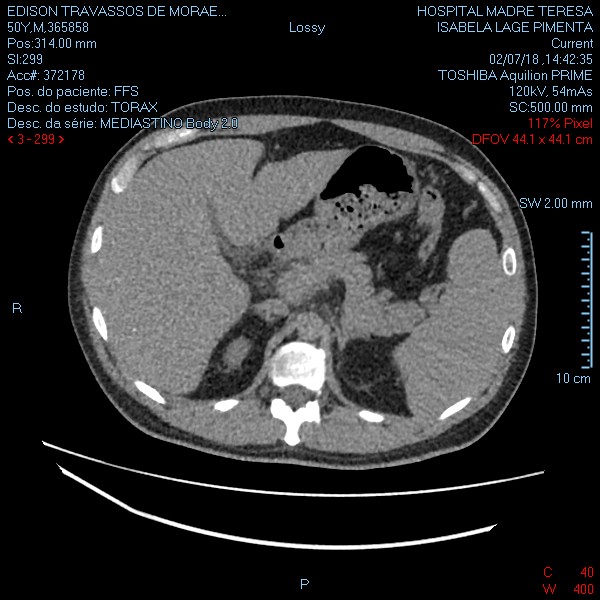 EDISON TRAVASSOS DE MORAE...
50Y,M,365858
Pos:314.00 mm
SI:299
Acc#: 372178
Pos. do paciente: FFS
Desc. do estudo: TORAX
Desc. da série: MEDIASTINO Body 2.0
< 3 - 299 >
Lossy
HOSPITAL MADRE TERESA
ISABELA LAGE PIMENTA
Current
02/07/18 ,14:42:35
TOSHIBA Aquilion PRIME
120kV, 54mAs
SC:500.00 mm
117% Pixel
DFOV 44.1 x 44.1 cm
SW 2.00 mm
R
10 cm
P
C 40
W 400